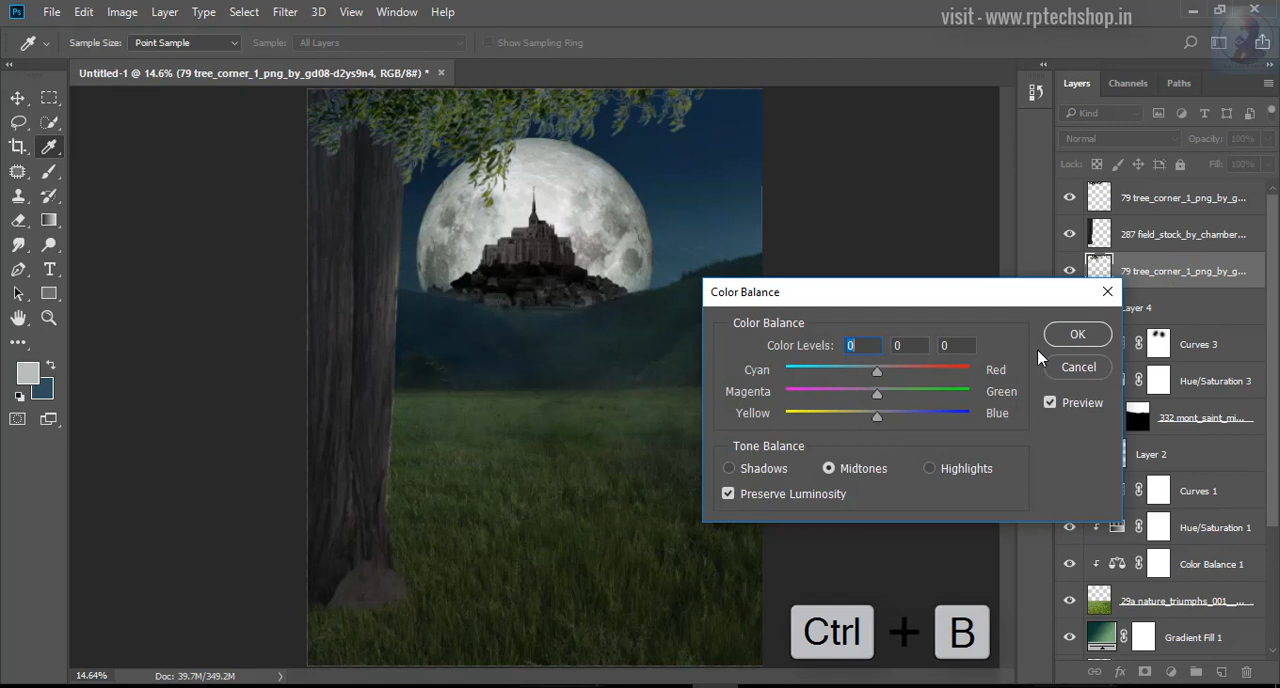 visit - www.rptechshop.in
Ps File Edit Image Layer Type Select Filter 3D View Window Help
Sample Size: Point Sample Sample: All Layers Show Sampling Ring
Untitled-1 @ 14.6% (79 tree_corner_1_png_by_gd08-d2ys9n4, RGB/8#) * ×
Layers Channels Paths
Kind
Normal Opacity: 100%
Lock: Fill: 100%
79 tree_corner_1_png_by_g...
287 field_stock_by_chamber...
79 tree_corner_1_png_by_g...
Layer 4
Curves 3
Hue/Saturation 3
332 mont_saint_mi...
Layer 2
Curves 1
Hue/Saturation 1
Color Balance 1
29a nature_triumphs_001__...
Gradient Fill 1
Color Balance
Color Balance
Color Levels: 0 0 0
Cyan Red
Magenta Green
Yellow Blue
Tone Balance
Shadows Midtones Highlights
Preserve Luminosity
OK
Cancel
Preview
Ctrl + B
14.64% Doc: 39.7M/349.2M